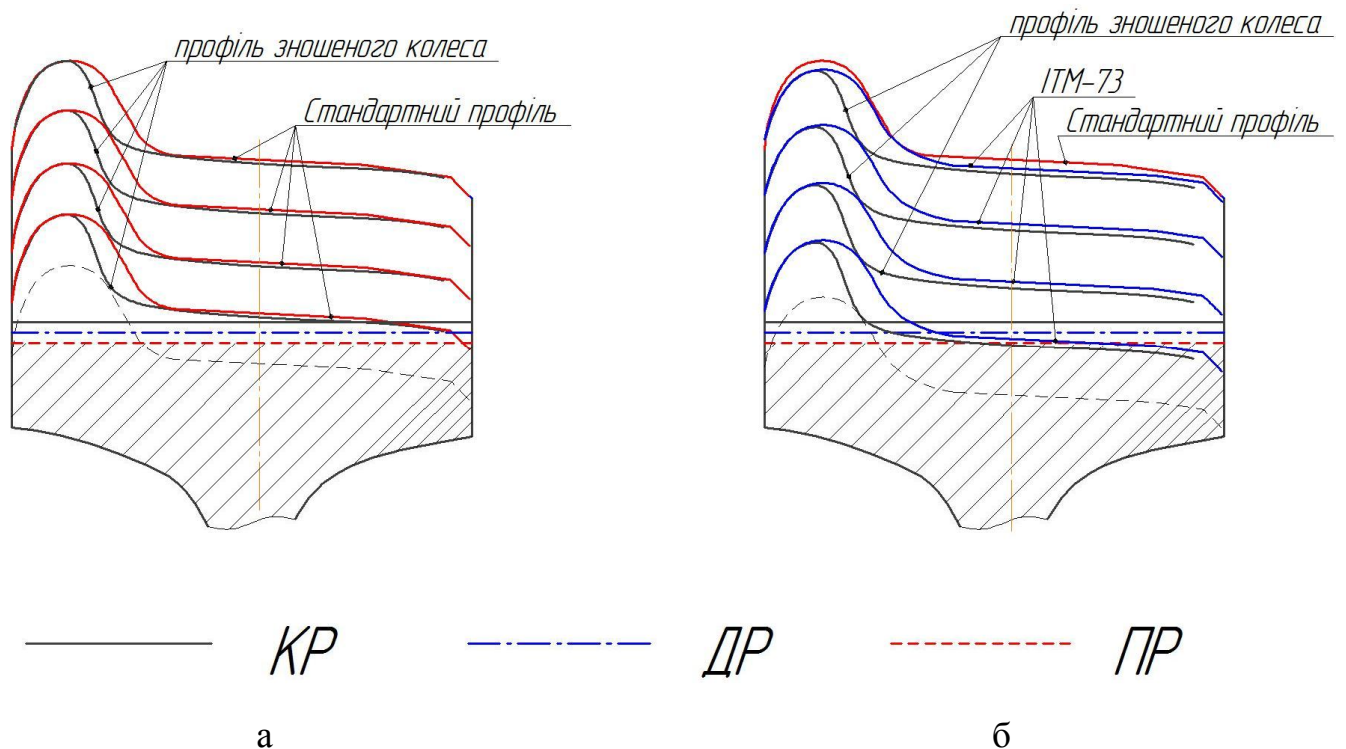 профіль зношеного колеса
Стандартний профіль
профіль зношеного колеса
ІТМ-73
Стандартний профіль
КР
ДР
ПР
а
б